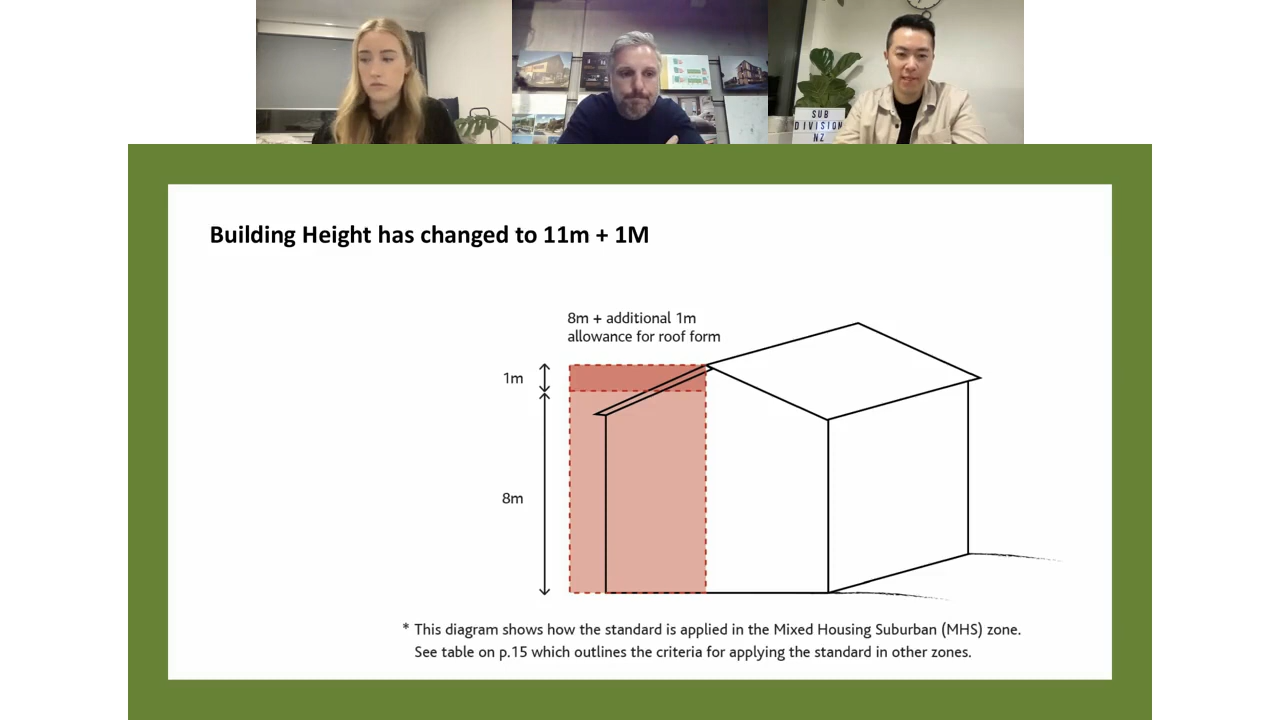 SUB
DIVISION
NZ
Building Height has changed to 11m + 1M
8m + additional 1m
allowance for roof form
1m
8m
* This diagram shows how the standard is applied in the Mixed Housing Suburban (MHS) zone.
See table on p.15 which outlines the criteria for applying the standard in other zones.